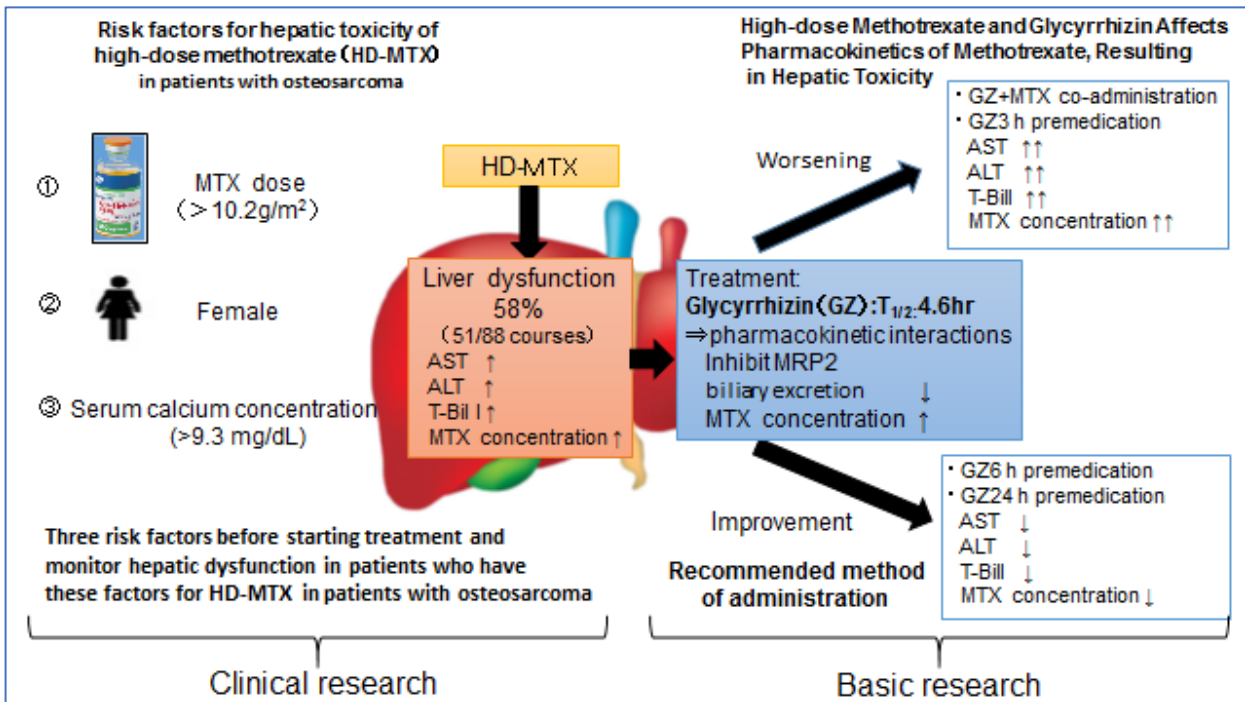 Risk factors for hepatic toxicity of
high-dose methotrexate (HD-MTX)
in patients with osteosarcoma
①
MTX dose
(>10.2g/m²)
②
Female
③ Serum calcium concentration
(>9.3 mg/dL)
Three risk factors before starting treatment and
monitor hepatic dysfunction in patients who have
these factors for HD-MTX in patients with osteosarcoma
Clinical research
HD-MTX
Liver dysfunction
58%
(51/88 courses)
AST ↑
ALT ↑
T-Bil l ↑
MTX concentration ↑
High-dose Methotrexate and Glycyrrhizin Affects
Pharmacokinetics of Methotrexate, Resulting
in Hepatic Toxicity
Treatment:
Glycyrrhizin(GZ):T1/2:4.6hr
⇒pharmacokinetic interactions
Inhibit MRP2
biliary excretion ↓
MTX concentration ↑
Worsening
・GZ+MTX co-administration
・GZ3 h premedication
AST ↑↑
ALT ↑↑
T-Bill ↑↑
MTX concentration ↑↑
Improvement
Recommended method
of administration
・GZ6 h premedication
・GZ24 h premedication
AST ↓
ALT ↓
T-Bill ↓
MTX concentration ↓
Basic research